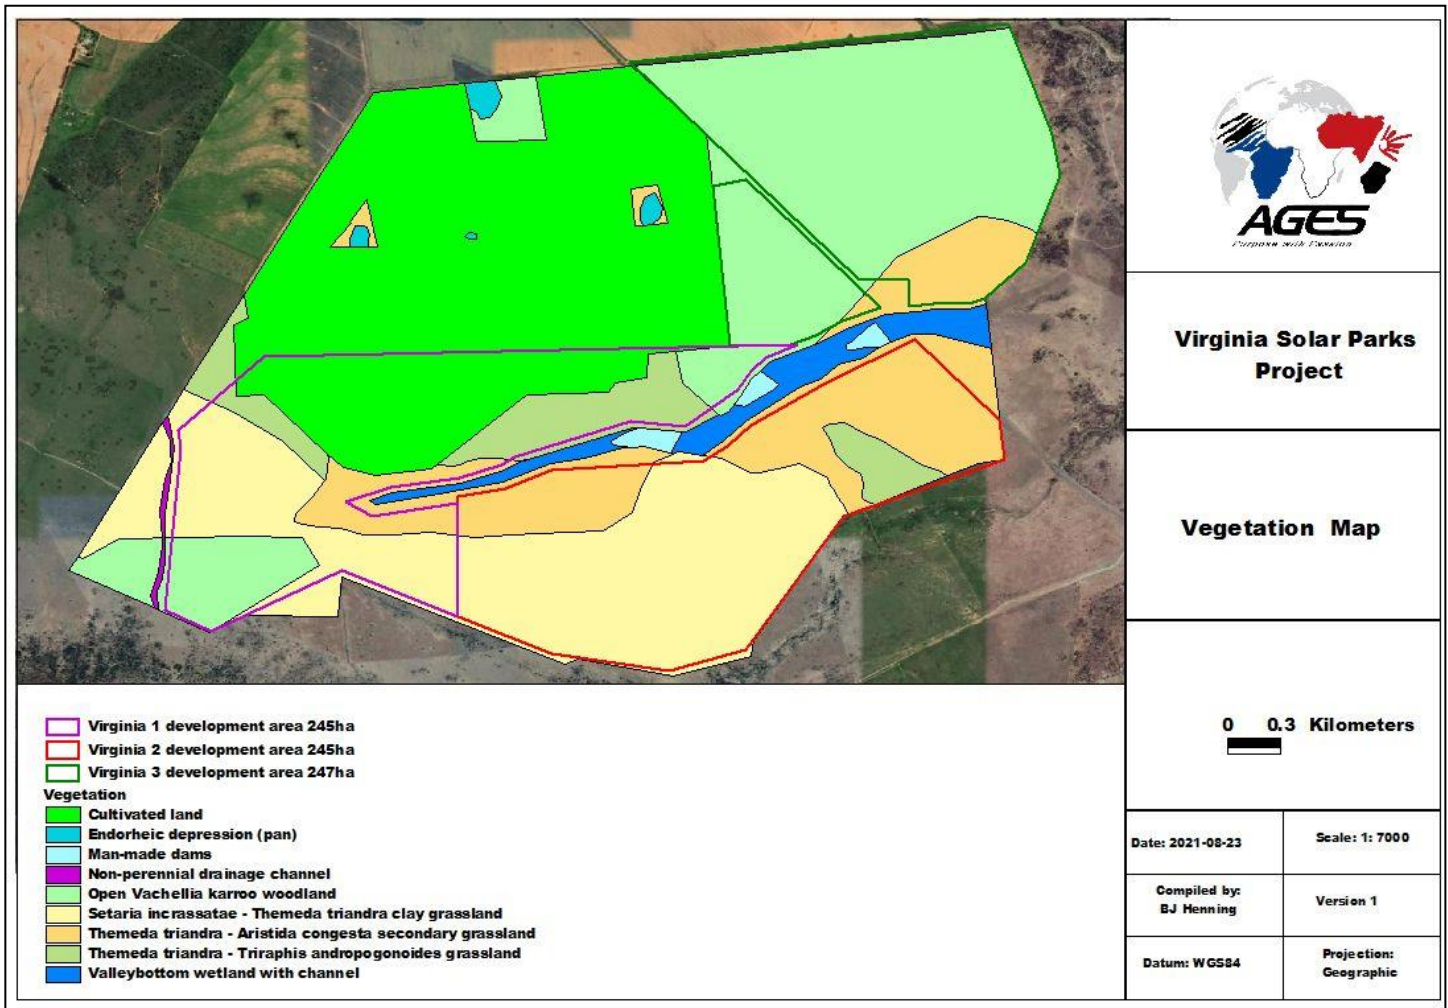 AGES
Purpose with Passion
Virginia Solar Parks
Project
Vegetation Map
0 0.3 Kilometers
Date: 2021-08-23
Scale: 1: 7000
Compiled by:
BJ Henning
Version 1
Datum: WGS84
Projection:
Geographic
Virginia 1 development area 245ha
Virginia 2 development area 245ha
Virginia 3 development area 247ha
Vegetation
Cultivated land
Endorheic depression (pan)
Man-made dams
Non-perennial drainage channel
Open Vachellia karroo woodland
Setaria incrassatae - Themeda triandra clay grassland
Themeda triandra - Aristida congesta secondary grassland
Themeda triandra - Triraphis andropogonoides grassland
Valleybottom wetland with channel